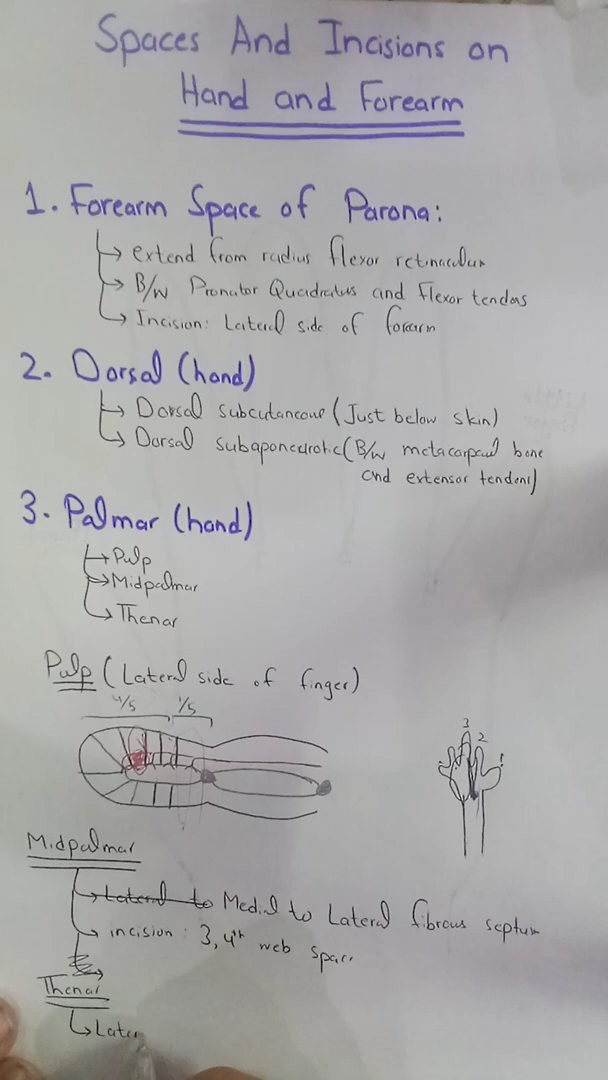 Spaces And Incisions on
Hand and Forearm
1. Forearm Space of Parona:
extend from radius flexor retinaculum
B/w Pronator Quadratus and Flexor tendons
Incision: Lateral side of forearm
2. Dorsal (hand)
Dorsal subcutaneous (Just below skin)
Dorsal subaponeurotic (B/w metacarpal bone
and extensor tendons)
3. Palmar (hand)
Pulp
Midpalmar
Thenar
Pulp (Lateral side of finger)
4/5 1/5
3
2
1
Midpalmar
Lateral to Medial to Lateral fibrous septum
incision: 3, 4th web space
Thenar
Later